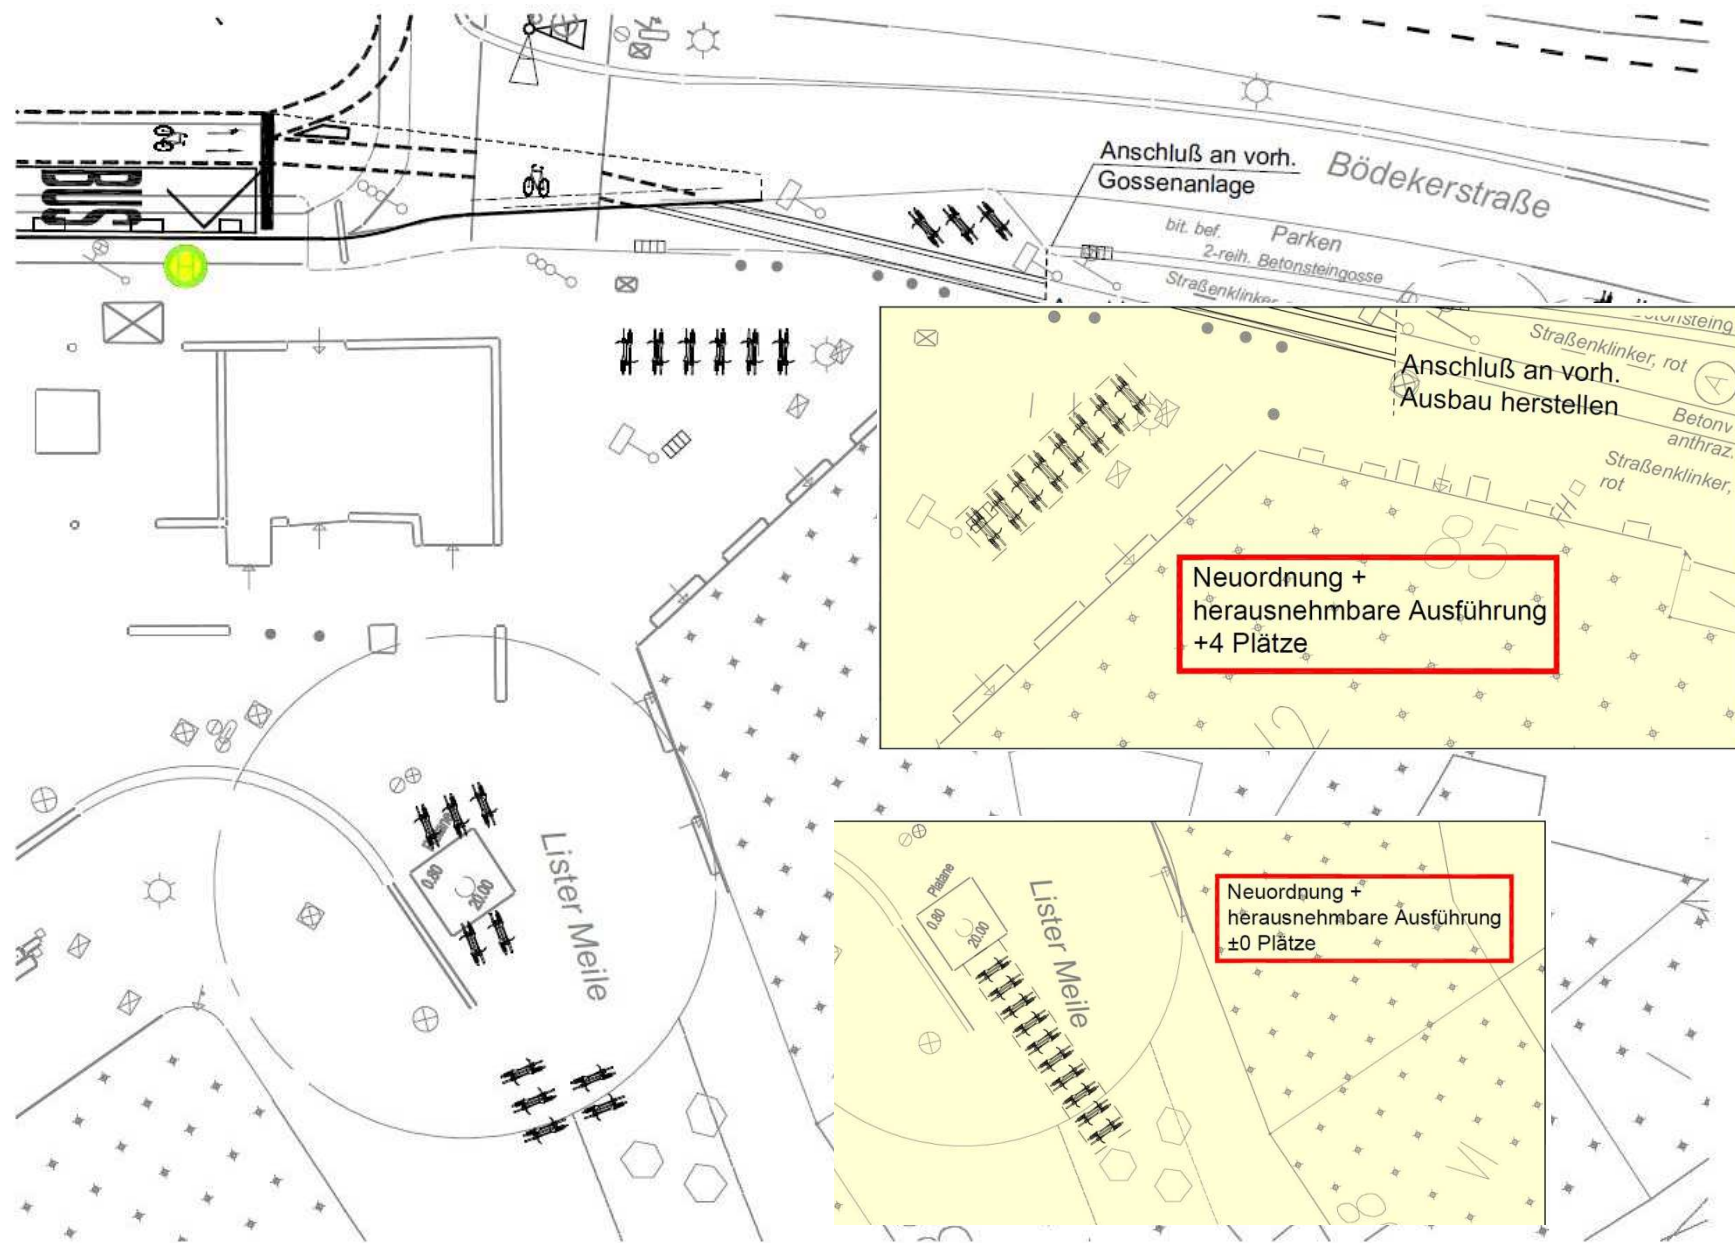 BUS
H
Anschluß an vorh.
Gossenanlage
Bödekerstraße
bit. bef.
Parken
2-reih. Betonsteingosse
Straßenklinker
Straßenklinker, rot
A
Anschluß an vorh.
Ausbau herstellen
Betonv
anthraz.
Straßenklinker,
rot
85
Neuordnung +
herausnehmbare Ausführung
+4 Plätze
12
0.80
20.00
Lister Meile
Platane
0.80
20.00
Lister Meile
Neuordnung +
herausnehmbare Ausführung
±0 Plätze